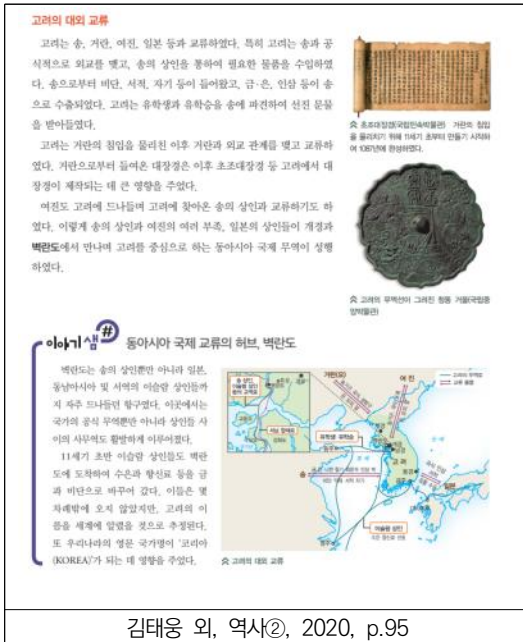 고려의 대외 교류
고려는 송, 거란, 여진, 일본 등과 교류하였다. 특히 고려는 송과 공
식적으로 외교를 맺고, 송의 상인을 통하여 필요한 물품을 수입하였
다. 송으로부터 비단, 서적, 자기 등이 들어왔고, 금·은, 인삼 등이 송
으로 수출되었다. 고려는 유학생과 유학승을 송에 파견하여 선진 문물
을 받아들였다.
고려는 거란의 침입을 물리친 이후 거란과 외교 관계를 맺고 교류하
였다. 거란으로부터 들여온 대장경은 이후 초조대장경 등 고려에서 대
장경이 제작되는 데 큰 영향을 주었다.
여진도 고려에 드나들며 고려에 찾아온 송의 상인과 교류하기도 하
였다. 이렇게 송의 상인과 여진의 여러 부족, 일본의 상인들이 개경과
벽란도에서 만나며 고려를 중심으로 하는 동아시아 국제 무역이 성행
하였다.
초조대장경(국립민속박물관) 거란의 침입
을 물리치기 위해 11세기 초부터 만들기 시작하
여 1087년에 완성하였다.
고려의 무역선이 그려진 청동 거울(국립중
앙박물관)
이야기 샘 #
동아시아 국제 교류의 허브, 벽란도
벽란도는 송의 상인뿐만 아니라 일본,
동남아시아 및 서역의 이슬람 상인들까
지 자주 드나들던 항구였다. 이곳에서는
국가의 공식 무역뿐만 아니라 상인들 사
이의 사무역도 활발하게 이루어졌다.
11세기 초반 이슬람 상인들도 벽란
도에 도착하여 수은과 향신료 등을 금
과 비단으로 바꾸어 갔다. 이들은 몇
차례밖에 오지 않았지만, 고려의 이
름을 세계에 알렸을 것으로 추정된다.
또 우리나라의 영문 국가명이 '코리아
(KOREA)'가 되는 데 영향을 주었다.
거란(요)
여진
고려의 무역항
교류 물품
유학생·유학승
고려
송
일본
이슬람 상인
고려의 대외 교류
김태웅 외, 역사②, 2020, p.95